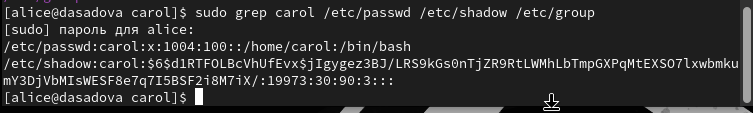 [alice@dasadova carol]$ sudo grep carol /etc/passwd /etc/shadow /etc/group
[sudo] пароль для alice:
/etc/passwd:carol:x:1004:100::/home/carol:/bin/bash
/etc/shadow:carol:$6$d1RTFOLBcVhUfEvx$jIgygez3BJ/LRS9kGs0nTjZR9RtLWMhLbTmpGXPqMtEXSO7lxwbmku
mY3DjVbMIsWESF8e7q7I5BSF2i8M7iX/:19973:30:90:3:::
[alice@dasadova carol]$